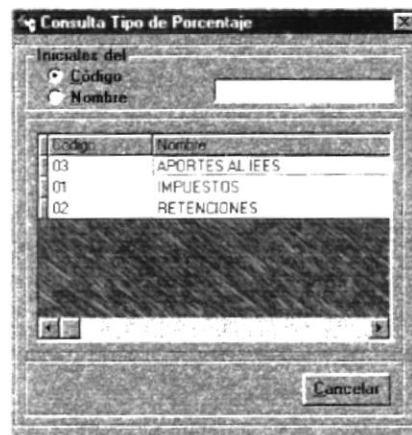 Consulta Tipo de Porcentaje
Iniciales del
Código
Nombre
Código Nombre
03 APORTES AL IEES
01 IMPUESTOS
02 RETENCIONES
Cancelar